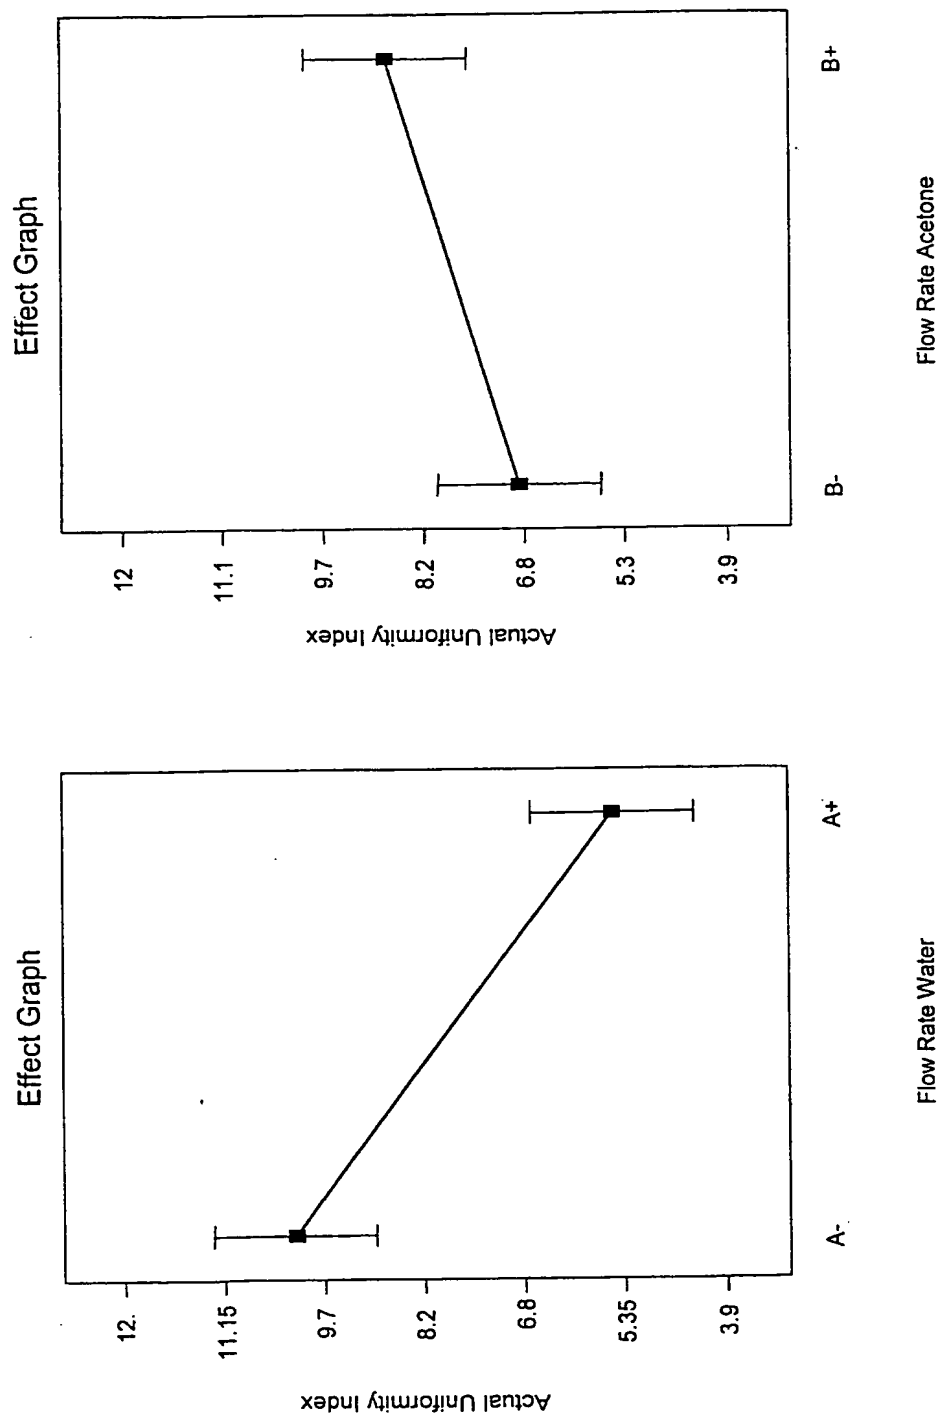 Effect Graph
Actual Uniformity Index
12.
11.15
9.7
8.2
6.8
5.35
3.9
A-
A+
Flow Rate Water
Effect Graph
Actual Uniformity Index
12
11.1
9.7
8.2
6.8
5.3
3.9
B-
B+
Flow Rate Acetone